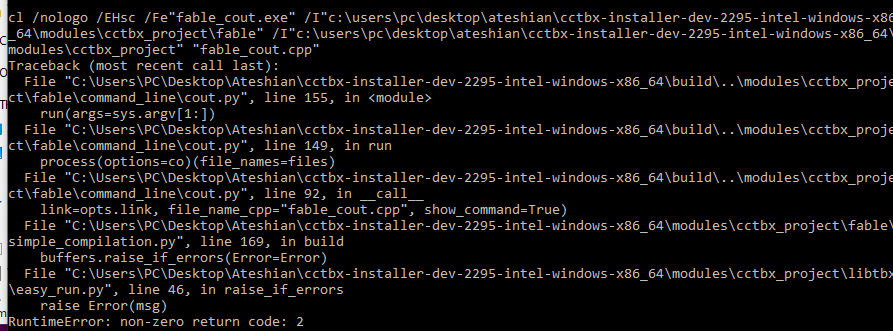 cl /nologo /EHsc /Fe"fable_cout.exe" /I"c:\users\pc\desktop\ateshian\cctbx-installer-dev-2295-intel-windows-x86
_64\modules\cctbx_project\fable" /I"c:\users\pc\desktop\ateshian\cctbx-installer-dev-2295-intel-windows-x86_64\
modules\cctbx_project" "fable_cout.cpp"
Traceback (most recent call last):
  File "C:\Users\PC\Desktop\Ateshian\cctbx-installer-dev-2295-intel-windows-x86_64\build\..\modules\cctbx_proje
ct\fable\command_line\cout.py", line 155, in <module>
    run(args=sys.argv[1:])
  File "C:\Users\PC\Desktop\Ateshian\cctbx-installer-dev-2295-intel-windows-x86_64\build\..\modules\cctbx_proje
ct\fable\command_line\cout.py", line 149, in run
    process(options=co)(file_names=files)
  File "C:\Users\PC\Desktop\Ateshian\cctbx-installer-dev-2295-intel-windows-x86_64\build\..\modules\cctbx_proje
ct\fable\command_line\cout.py", line 92, in __call__
    link=opts.link, file_name_cpp="fable_cout.cpp", show_command=True)
  File "C:\Users\PC\Desktop\Ateshian\cctbx-installer-dev-2295-intel-windows-x86_64\modules\cctbx_project\fable\
simple_compilation.py", line 169, in build
    buffers.raise_if_errors(Error=Error)
  File "C:\Users\PC\Desktop\Ateshian\cctbx-installer-dev-2295-intel-windows-x86_64\modules\cctbx_project\libtbx
\easy_run.py", line 46, in raise_if_errors
    raise Error(msg)
RuntimeError: non-zero return code: 2